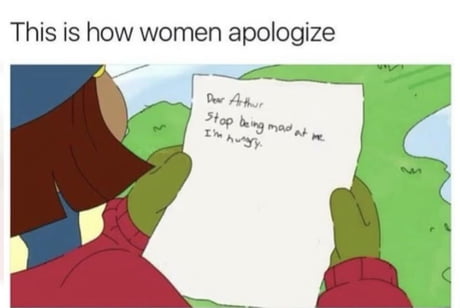 This is how women apologize
Dear Arthur
Stop being mad at me
I'm hungry.